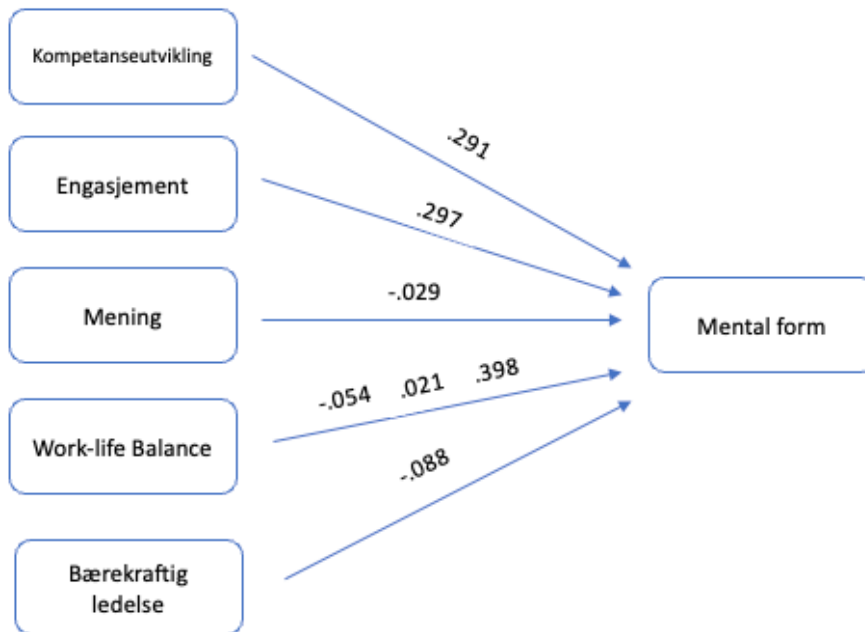 Kompetanseutvikling
.291
Engasjement
.297
Mening
-.029
Mental form
Work-life Balance
-.054 .021 .398
Bærekraftig
ledelse
-.088